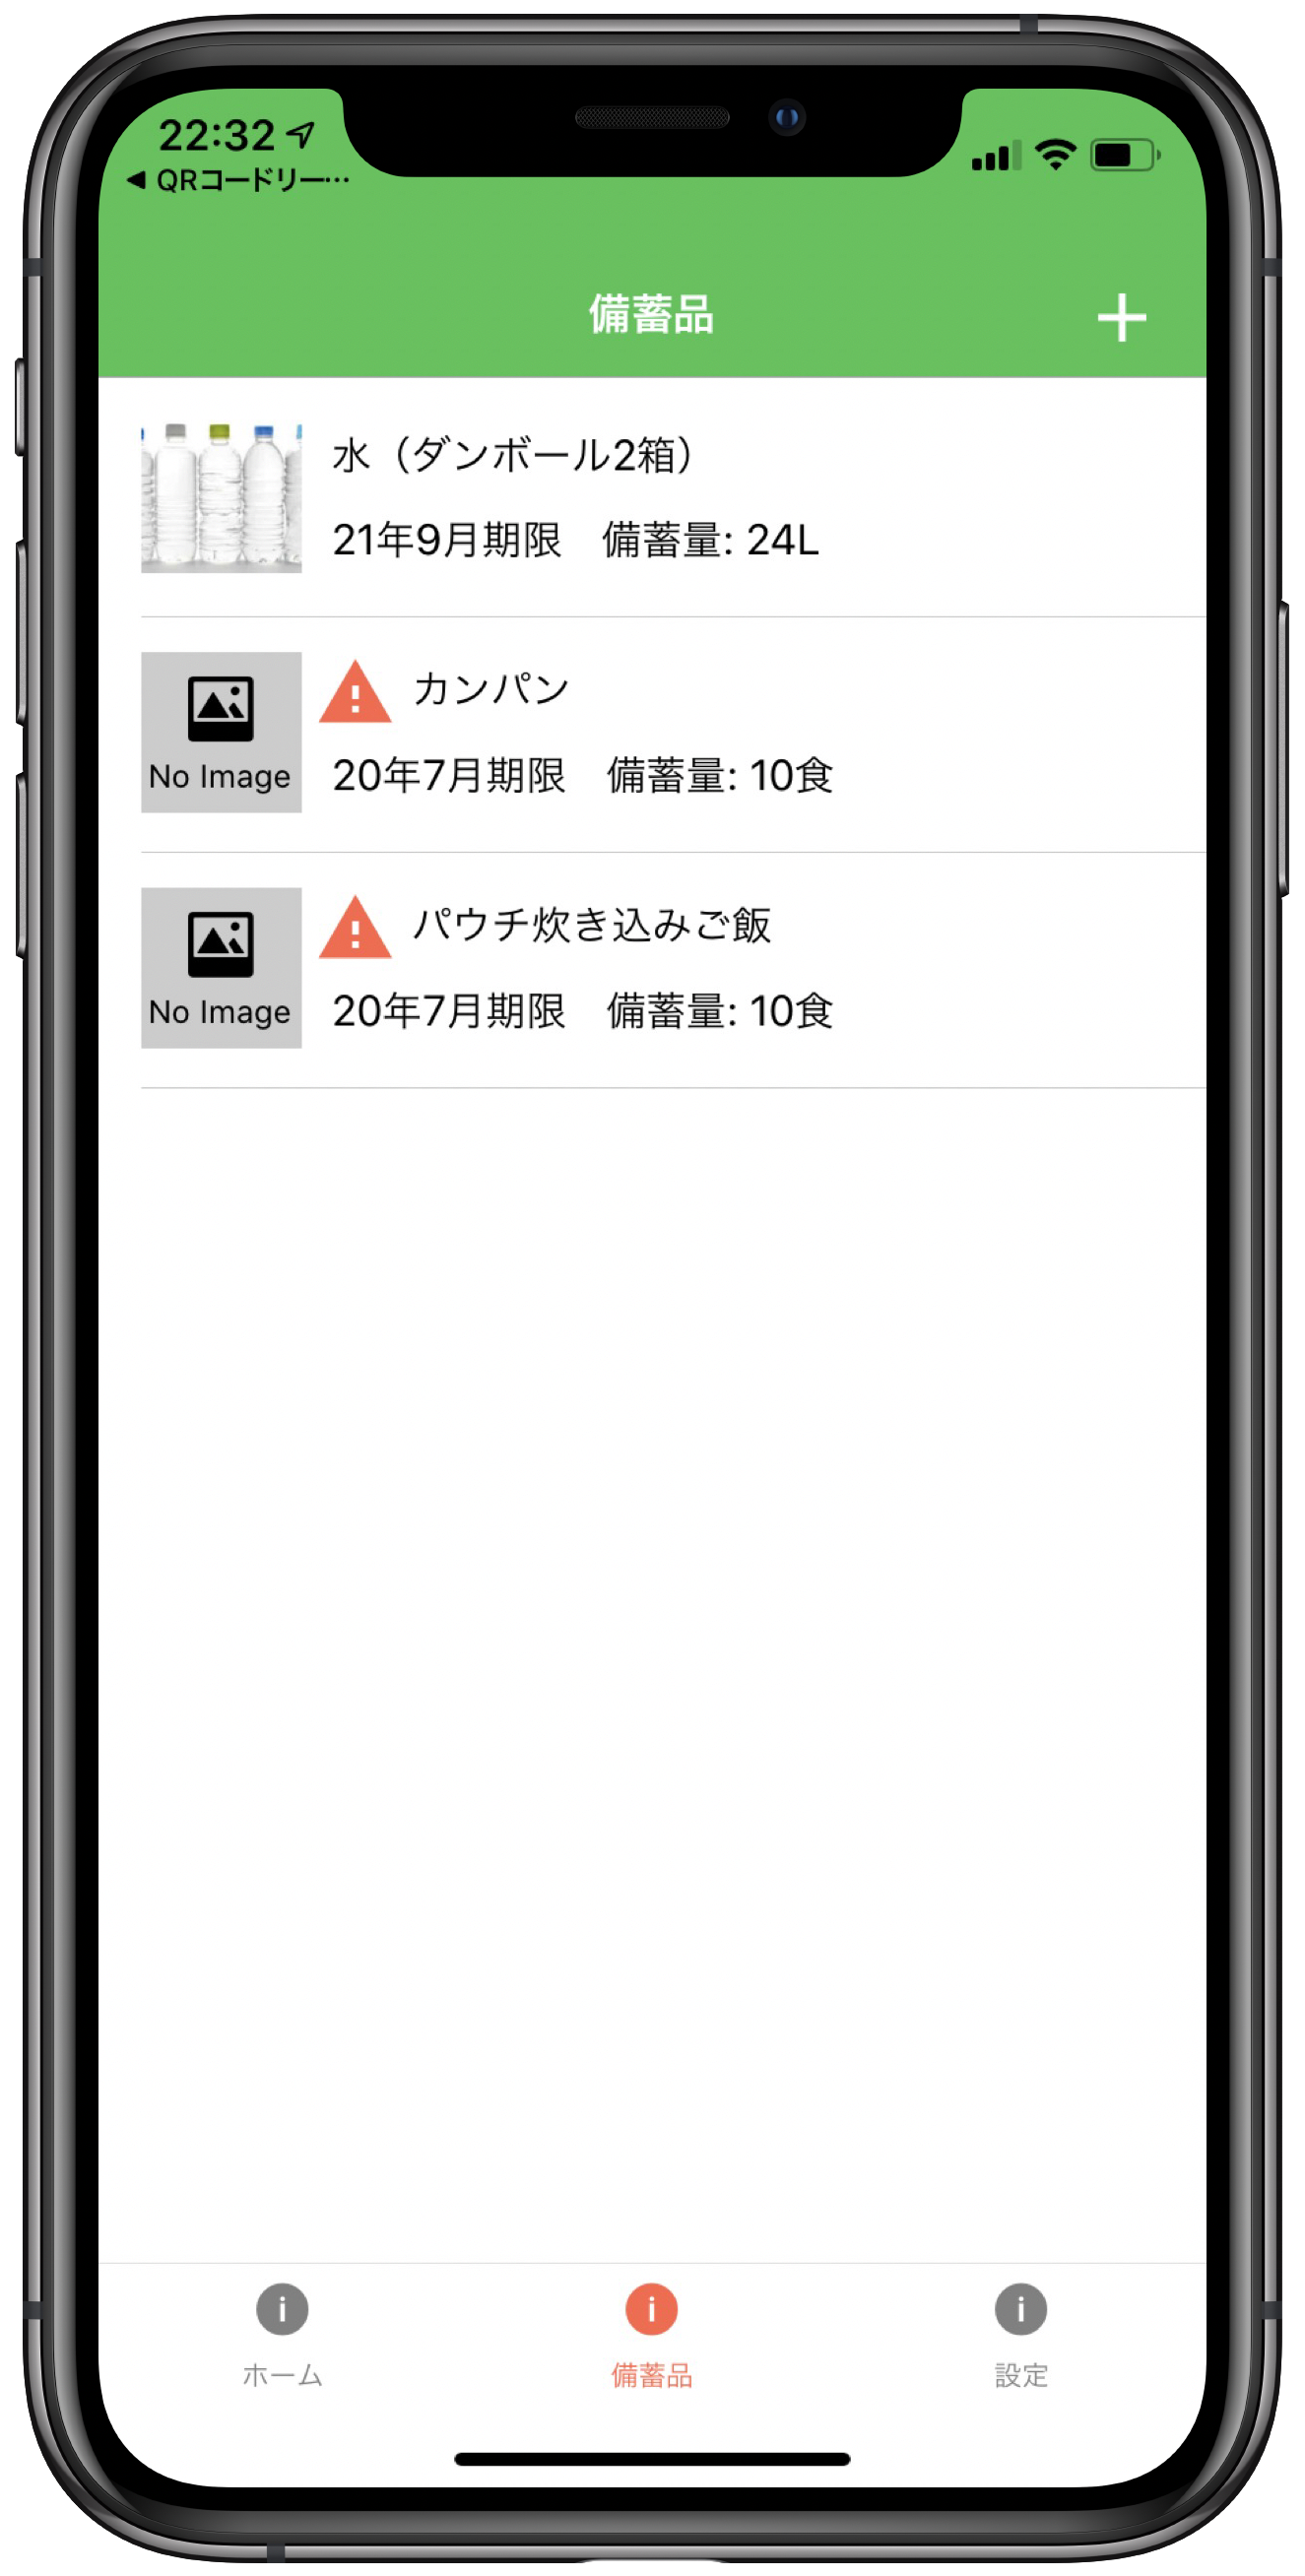 22:32
◀ QRコードリー…
備蓄品
水（ダンボール2箱）
21年9月期限　備蓄量: 24L
カンパン
No Image
20年7月期限　備蓄量: 10食
パウチ炊き込みご飯
No Image
20年7月期限　備蓄量: 10食
ホーム
備蓄品
設定